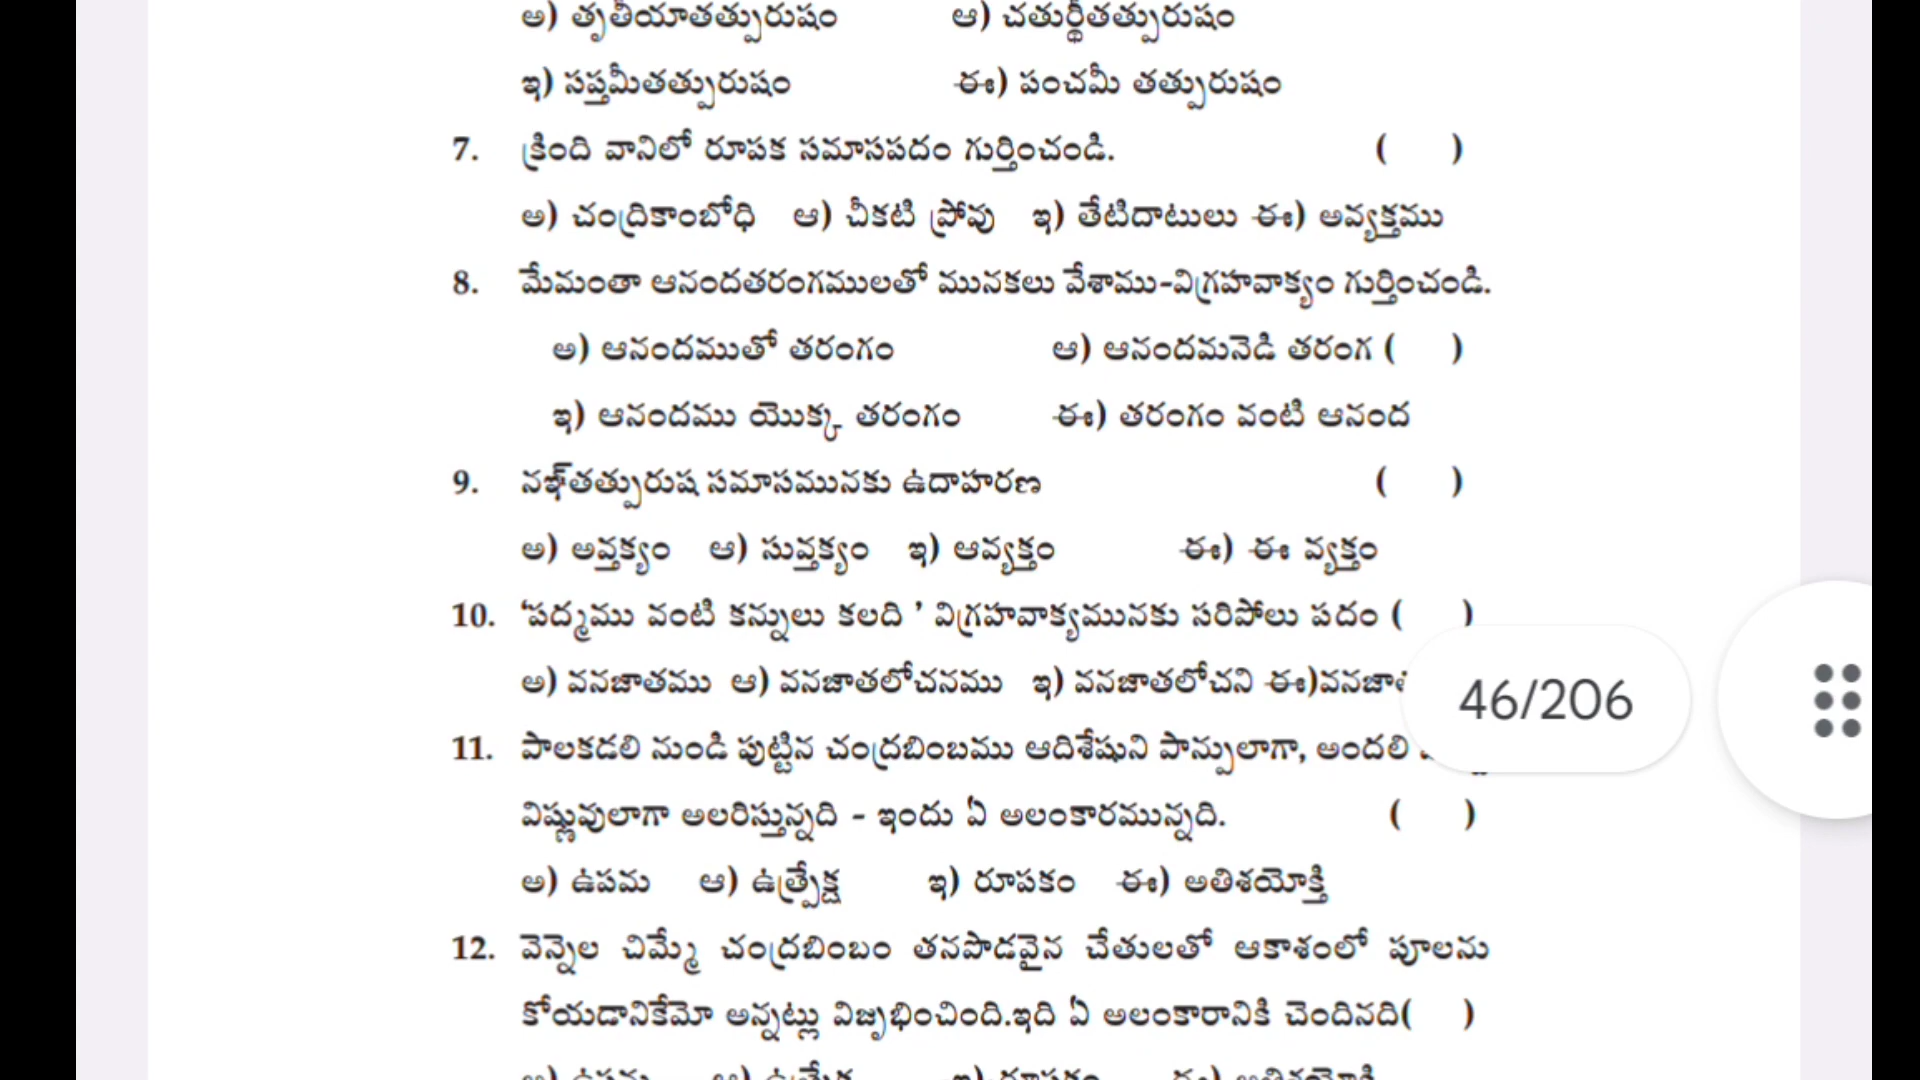 అ) తృతీయాతత్పురుషం ఆ) చతుర్థీతత్పురుషం
ఇ) సప్తమీతత్పురుషం ఈ) పంచమీ తత్పురుషం
7. క్రింది వానిలో రూపక సమాసపదం గుర్తించండి. ( )
అ) చంద్రికాంబోధి ఆ) చీకటి ప్రోవు ఇ) తేటిదాటులు ఈ) అవ్యక్తము
8. మేమంతా ఆనందతరంగములతో మునకలు వేశాము-విగ్రహవాక్యం గుర్తించండి.
అ) ఆనందముతో తరంగం ఆ) ఆనందమనెడి తరంగ ( )
ఇ) ఆనందము యొక్క తరంగం ఈ) తరంగం వంటి ఆనంద
9. నఞ్తత్పురుష సమాసమునకు ఉదాహరణ ( )
అ) అవ్తక్యం ఆ) సువ్తక్యం ఇ) ఆవ్యక్తం ఈ) ఈ వ్యక్తం
10. ‘పద్మము వంటి కన్నులు కలది ’ విగ్రహవాక్యమునకు సరిపోలు పదం ( )
అ) వనజాతము ఆ) వనజాతలోచనము ఇ) వనజాతలోచని ఈ)
46/206
11. పాలకడలి నుండి పుట్టిన చంద్రబింబము ఆదిశేషుని పాన్పులాగా, అందలి
విష్ణువులాగా అలరిస్తున్నది - ఇందు ఏ అలంకారమున్నది. ( )
అ) ఉపమ ఆ) ఉత్ప్రేక్ష ఇ) రూపకం ఈ) అతిశయోక్తి
12. వెన్నెల చిమ్మే చంద్రబింబం తనపొడవైన చేతులతో ఆకాశంలో పూలను
కోయడానికేమో అన్నట్లు విజృభించింది.ఇది ఏ అలంకారానికి చెందినది( )